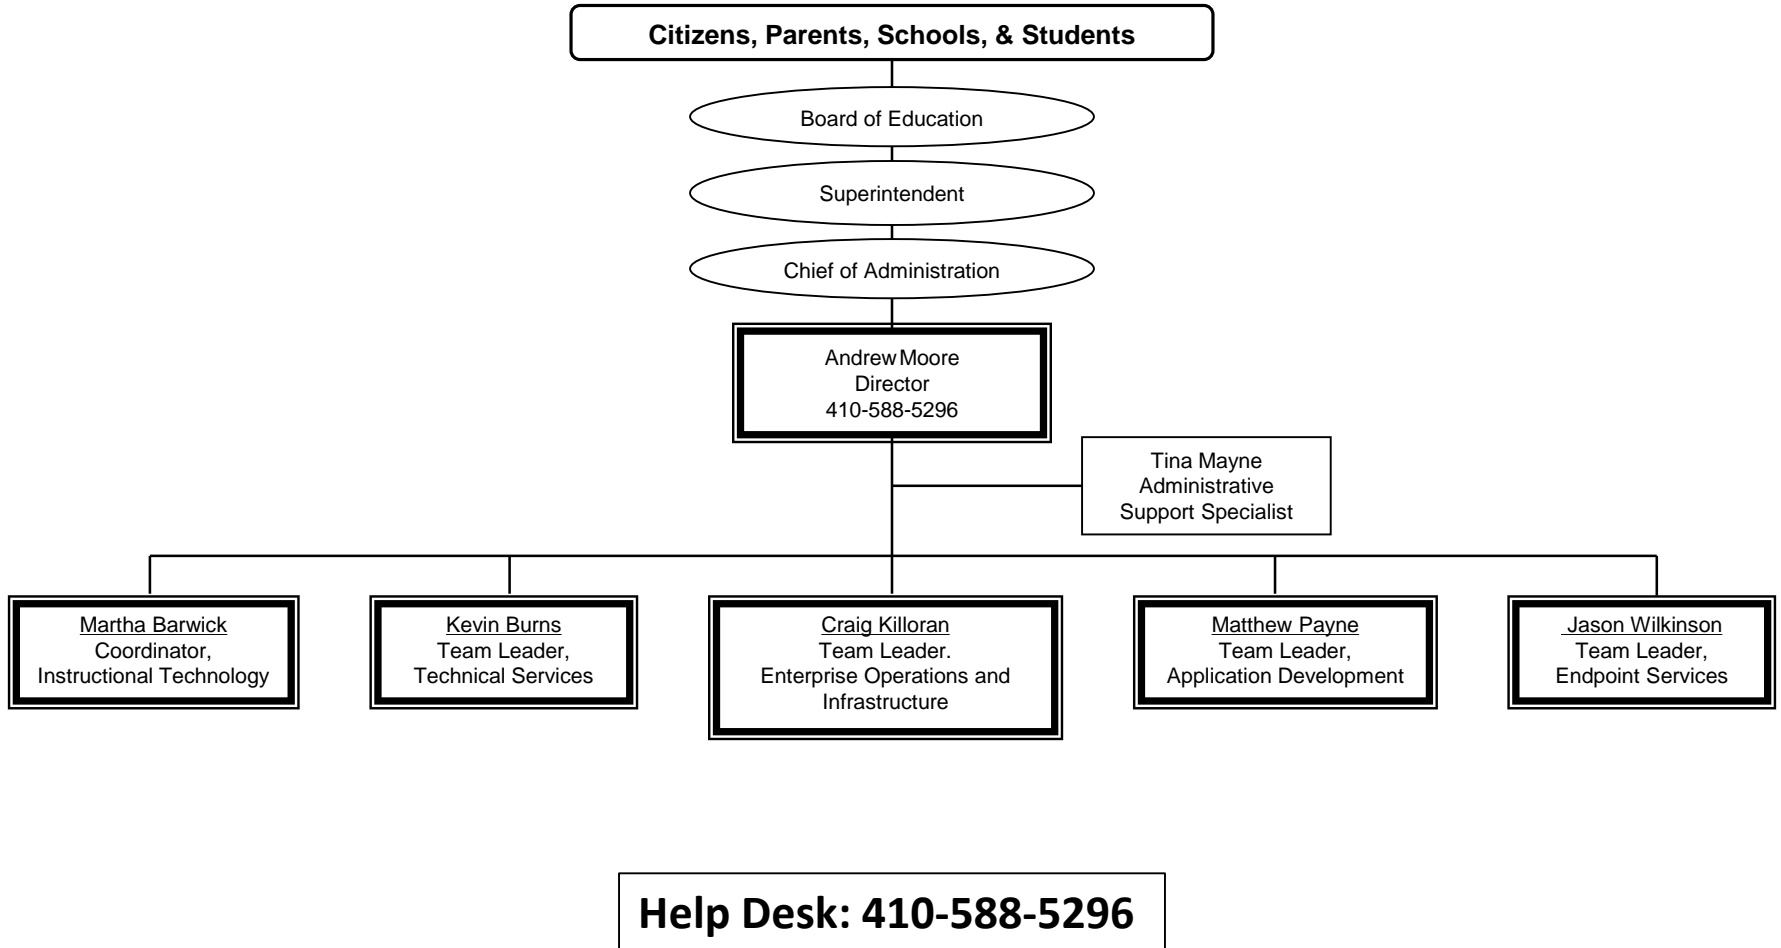 Citizens, Parents, Schools, & Students
Board of Education
Superintendent
Chief of Administration
Andrew Moore
Director
410-588-5296
Tina Mayne
Administrative
Support Specialist
Martha Barwick
Coordinator,
Instructional Technology
Kevin Burns
Team Leader,
Technical Services
Craig Killoran
Team Leader.
Enterprise Operations and
Infrastructure
Matthew Payne
Team Leader,
Application Development
Jason Wilkinson
Team Leader,
Endpoint Services
Help Desk: 410-588-5296